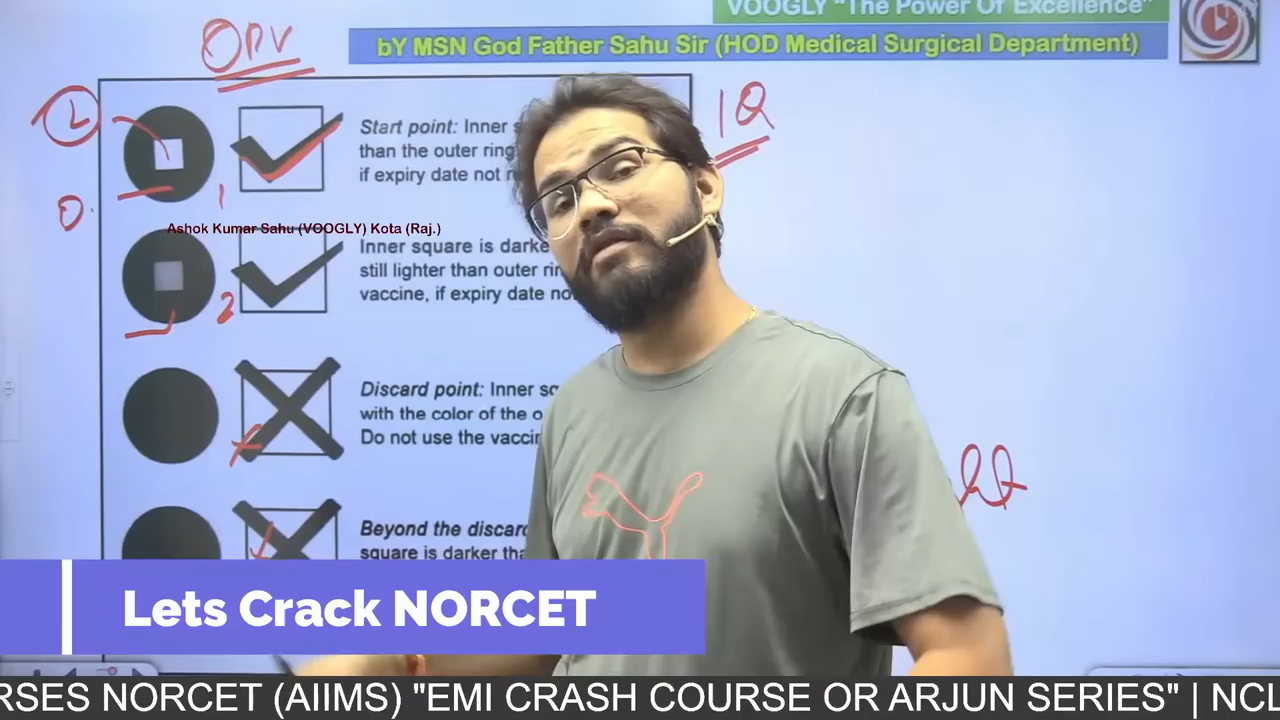 VOOGLY "The Power Of Excellence"
bY MSN God Father Sahu Sir (HOD Medical Surgical Department)
OPV
1Q
Start point: Inner
than the outer ring
if expiry date not
1
Ashok Kumar Sahu (VOOGLY) Kota (Raj.)
Inner square is darke
still lighter than outer rin
vaccine, if expiry date no
2
Discard point: Inner sq
with the color of the o
Do not use the vaccin
Beyond the discard
square is darker tha
Lets Crack NORCET
RSES NORCET (AIIMS) "EMI CRASH COURSE OR ARJUN SERIES" | NCL